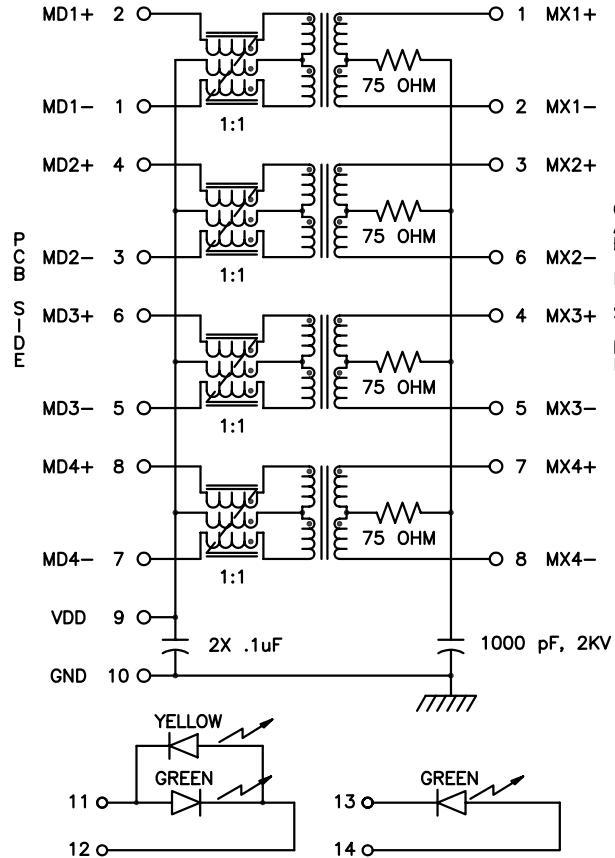 MD1+ 2 1 MX1+
75 OHM
MD1- 1 2 MX1-
1:1
MD2+ 4 3 MX2+
75 OHM
MD2- 3 6 MX2-
1:1
PCB SIDE
MD3+ 6 4 MX3+
75 OHM
MD3- 5 5 MX3-
1:1
MD4+ 8 7 MX4+
75 OHM
MD4- 7 8 MX4-
1:1
VDD 9
2X .1uF 1000 pF, 2KV
GND 10
YELLOW
GREEN GREEN
11 13
12 14